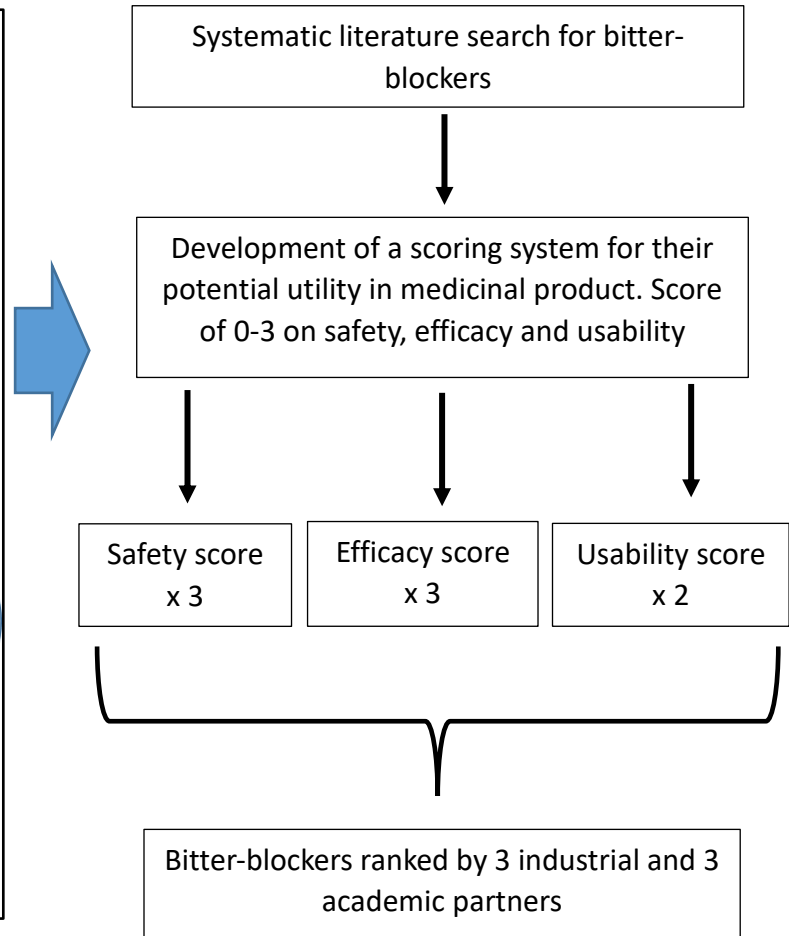 Systematic literature search for bitter-
blockers
Development of a scoring system for their
potential utility in medicinal product. Score
of 0-3 on safety, efficacy and usability
Safety score
x 3
Efficacy score
x 3
Usability score
x 2
Bitter-blockers ranked by 3 industrial and 3
academic partners